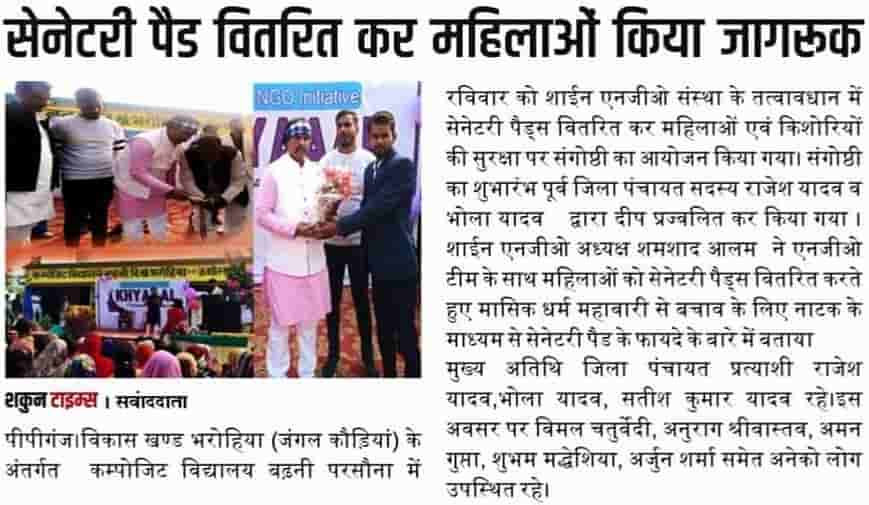 सेनेटरी पैड वितरित कर महिलाओं किया जागरूक
NGO Initiative
KHYAAL
शकुन टाइम्स । सवांददाता
पीपीगंज।विकास खण्ड भरोहिया (जंगल कौड़ियां) के
अंतर्गत कम्पोजिट विद्यालय बढ़नी परसौना में
रविवार को शाईन एनजीओ संस्था के तत्वावधान में
सेनेटरी पैड्स वितरित कर महिलाओं एवं किशोरियों
की सुरक्षा पर संगोष्ठी का आयोजन किया गया। संगोष्ठी
का शुभारंभ पूर्व जिला पंचायत सदस्य राजेश यादव व
भोला यादव द्वारा दीप प्रज्वलित कर किया गया ।
शाईन एनजीओ अध्यक्ष शमशाद आलम ने एनजीओ
टीम के साथ महिलाओं को सेनेटरी पैड्स वितरित करते
हुए मासिक धर्म महावारी से बचाव के लिए नाटक के
माध्यम से सेनेटरी पैड के फायदे के बारे में बताया
मुख्य अतिथि जिला पंचायत प्रत्याशी राजेश
यादव,भोला यादव, सतीश कुमार यादव रहे।इस
अवसर पर विमल चतुर्वेदी, अनुराग श्रीवास्तव, अमन
गुप्ता, शुभम मद्धेशिया, अर्जुन शर्मा समेत अनेको लोग
उपस्थित रहे।